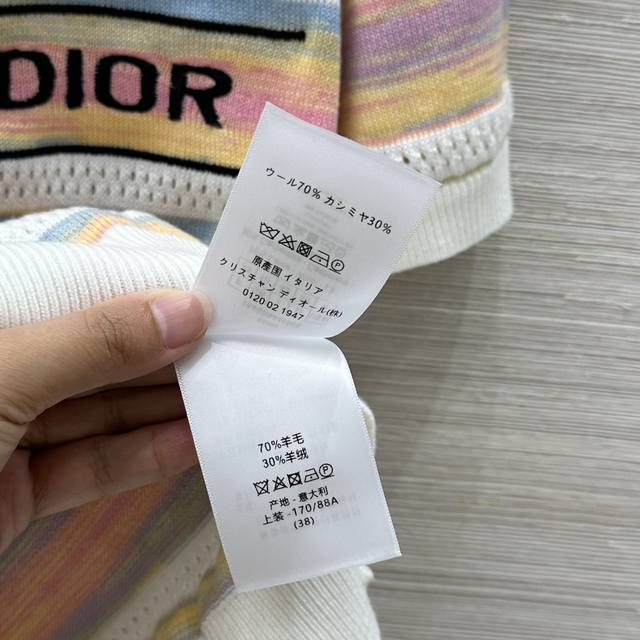 DIOR
ウール70% カシミヤ30%
原産国 イタリア
クリスチャン ディオール(株)
0120 02 1947
70%羊毛
30%羊绒
产地 - 意大利
上装 -170/88A
(38)